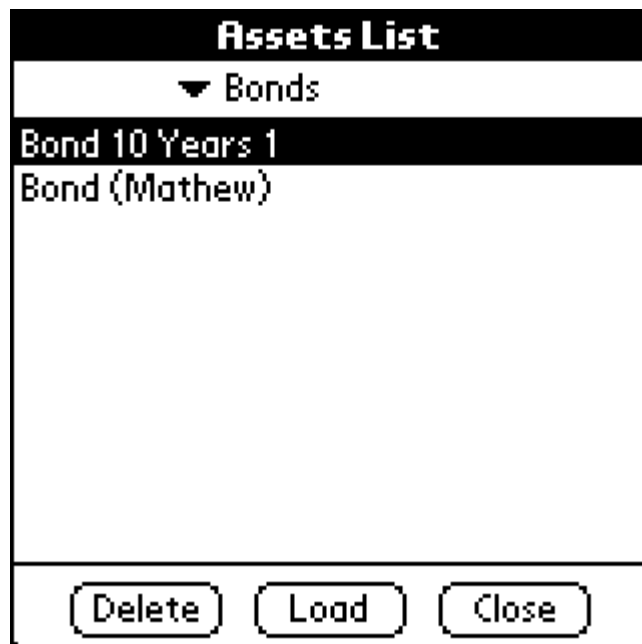 Assets List
Bonds
Bond 10 Years 1
Bond (Mathew)
Delete Load Close